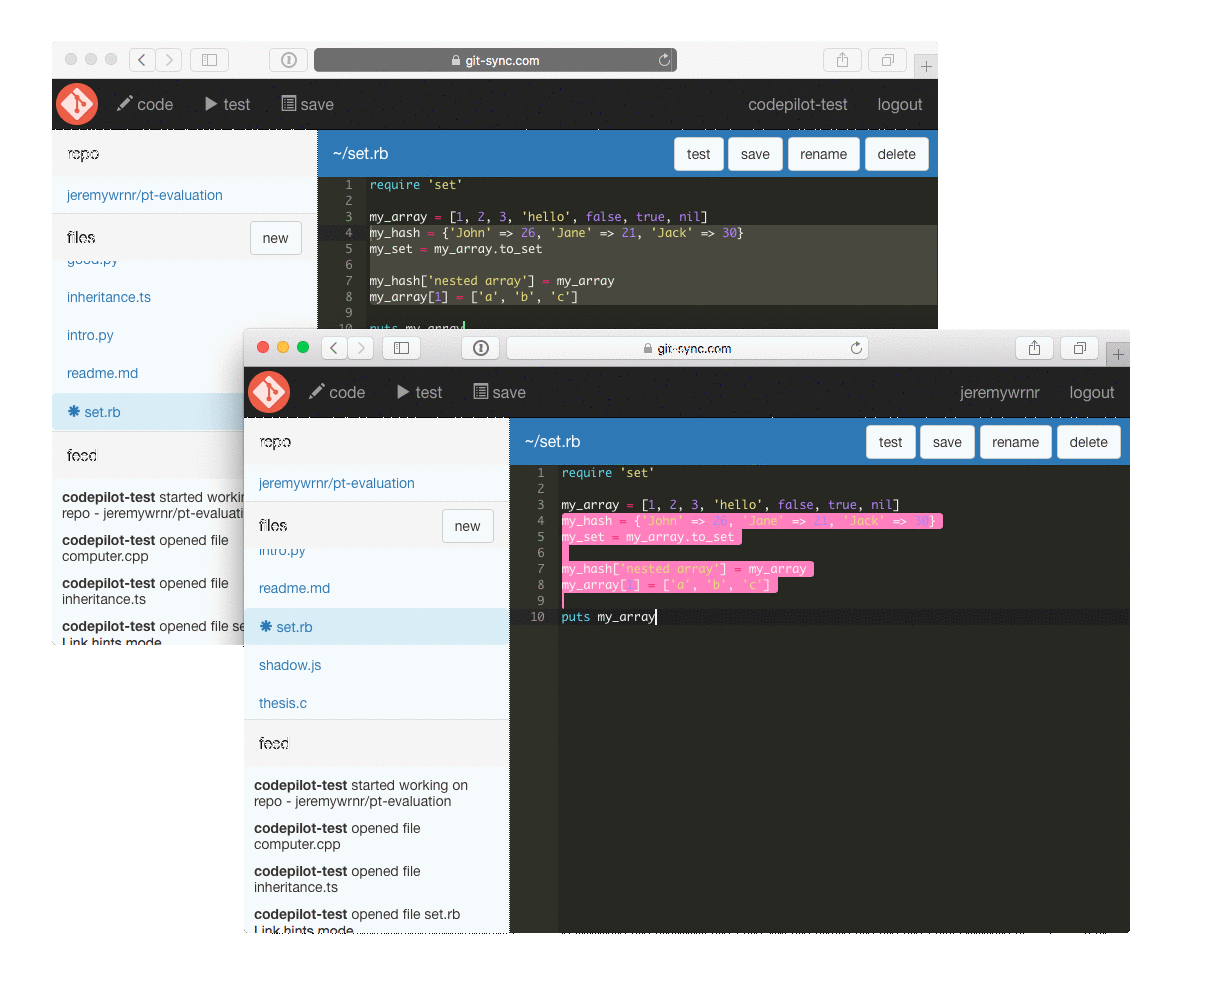 git-sync.com
code test save codepilot-test logout
repo
jeremywrnr/pt-evaluation
files new
good.py
inheritance.ts
intro.py
readme.md
set.rb
feed
codepilot-test started workin
repo - jeremywrnr/pt-evaluati
codepilot-test opened file
computer.cpp
codepilot-test opened file
inheritance.ts
codepilot-test opened file se
Link hints mode
~/set.rb test save rename delete
1 require 'set'
2
3 my_array = [1, 2, 3, 'hello', false, true, nil]
4 my_hash = {'John' => 26, 'Jane' => 21, 'Jack' => 30}
5 my_set = my_array.to_set
6
7 my_hash['nested array'] = my_array
8 my_array[1] = ['a', 'b', 'c']
9
10 puts my_array
git-sync.com
code test save jeremywrnr logout
repo
jeremywrnr/pt-evaluation
files new
intro.py
readme.md
set.rb
shadow.js
thesis.c
feed
codepilot-test started working on
repo - jeremywrnr/pt-evaluation
codepilot-test opened file
computer.cpp
codepilot-test opened file
inheritance.ts
codepilot-test opened file set.rb
Link hints mode
~/set.rb test save rename delete
1 require 'set'
2
3 my_array = [1, 2, 3, 'hello', false, true, nil]
4 my_hash = {'John' => 26, 'Jane' => 21, 'Jack' => 30}
5 my_set = my_array.to_set
6
7 my_hash['nested array'] = my_array
8 my_array[1] = ['a', 'b', 'c']
9
10 puts my_array